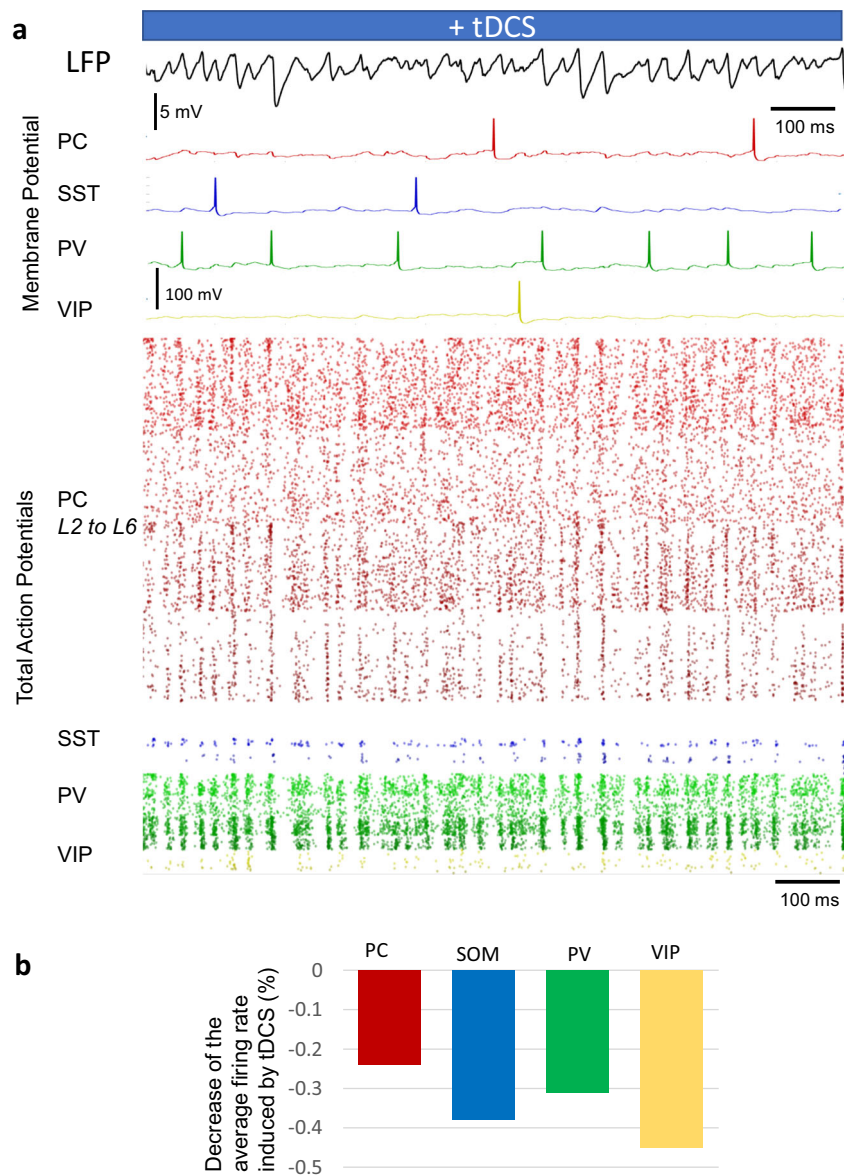 a
+ tDCS
LFP
5 mV
100 ms
Membrane Potential
PC
SST
PV
100 mV
VIP
Total Action Potentials
PC
L2 to L6
SST
PV
VIP
100 ms
b
PC SOM PV VIP
Decrease of the
average firing rate
induced by tDCS (%)
0
-0.1
-0.2
-0.3
-0.4
-0.5